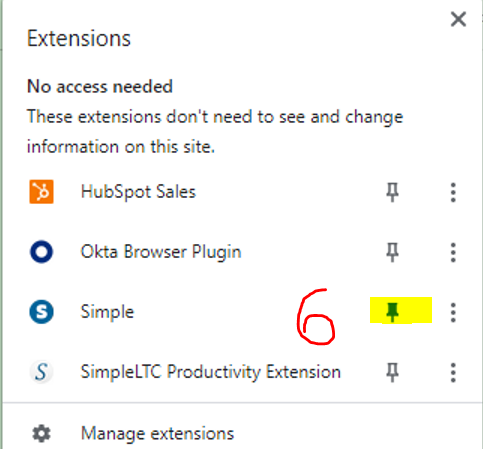 Extensions
No access needed
These extensions don't need to see and change
information on this site.
HubSpot Sales
Okta Browser Plugin
S Simple 6
S SimpleLTC Productivity Extension
Manage extensions